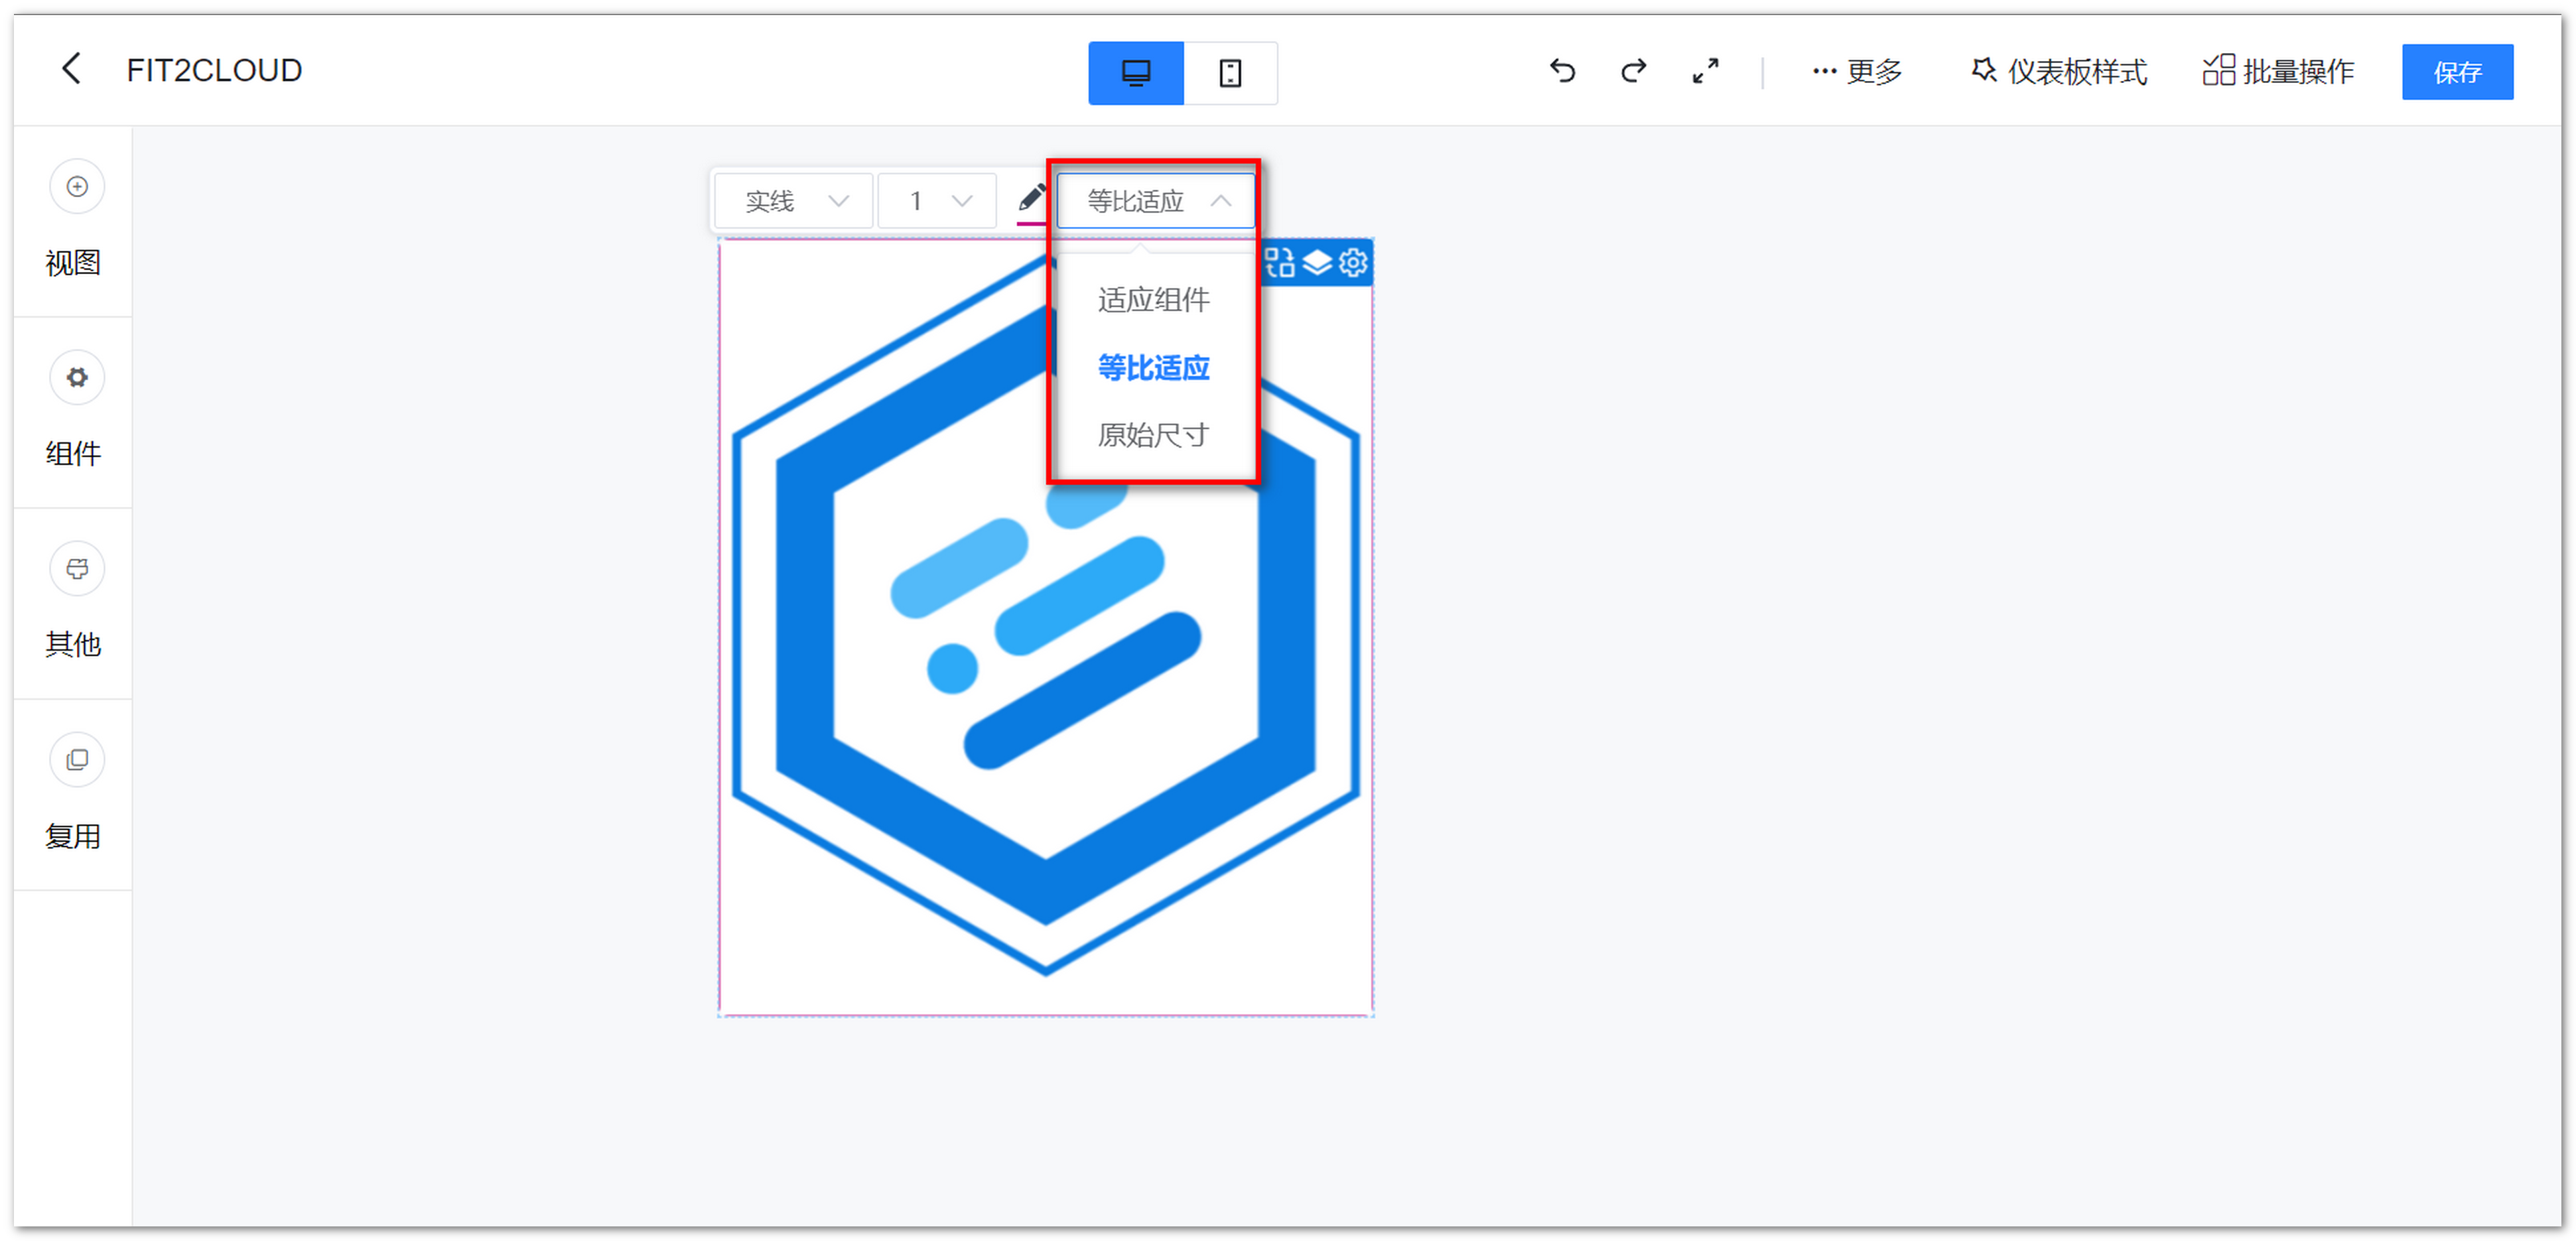 FIT2CLOUD
更多
仪表板样式
批量操作
保存
实线
1
等比适应
视图
适应组件
等比适应
原始尺寸
组件
其他
复用